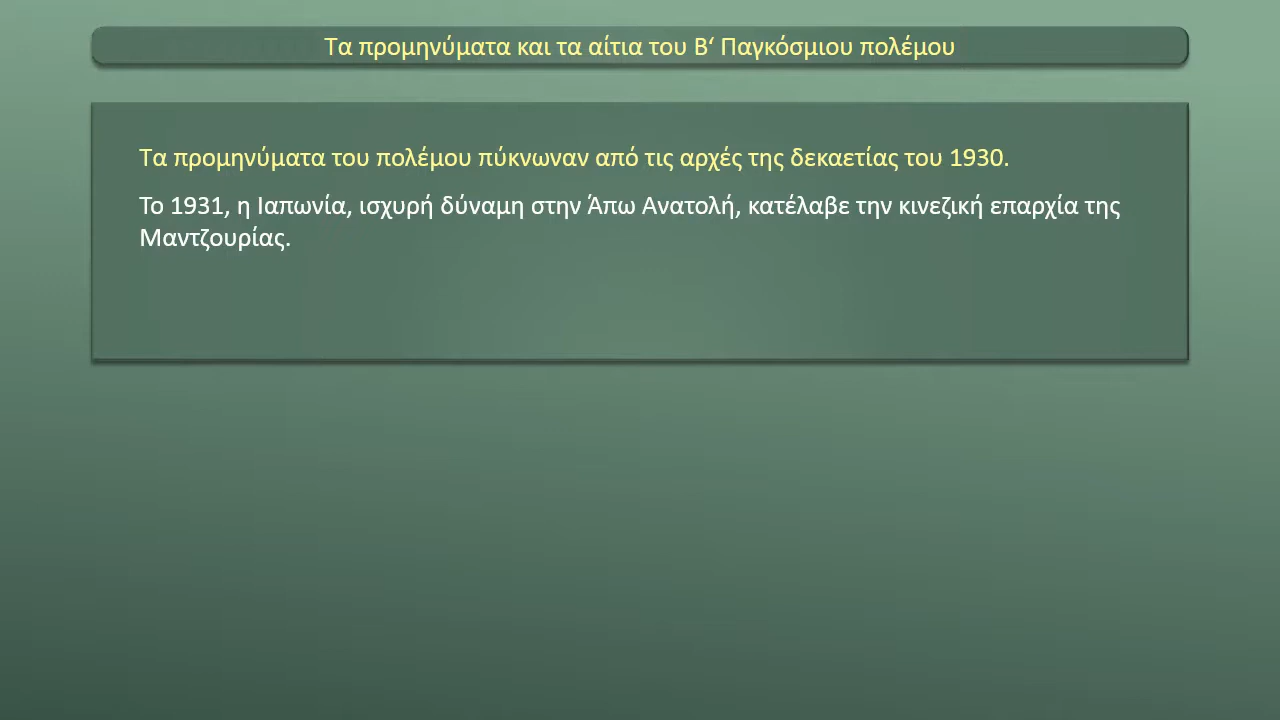 Τα προμηνύματα και τα αίτια του Β‘ Παγκόσμιου πολέμου
Τα προμηνύματα του πολέμου πύκνωναν από τις αρχές της δεκαετίας του 1930.
Το 1931, η Ιαπωνία, ισχυρή δύναμη στην Άπω Ανατολή, κατέλαβε την κινεζική επαρχία της
Μαντζουρίας.